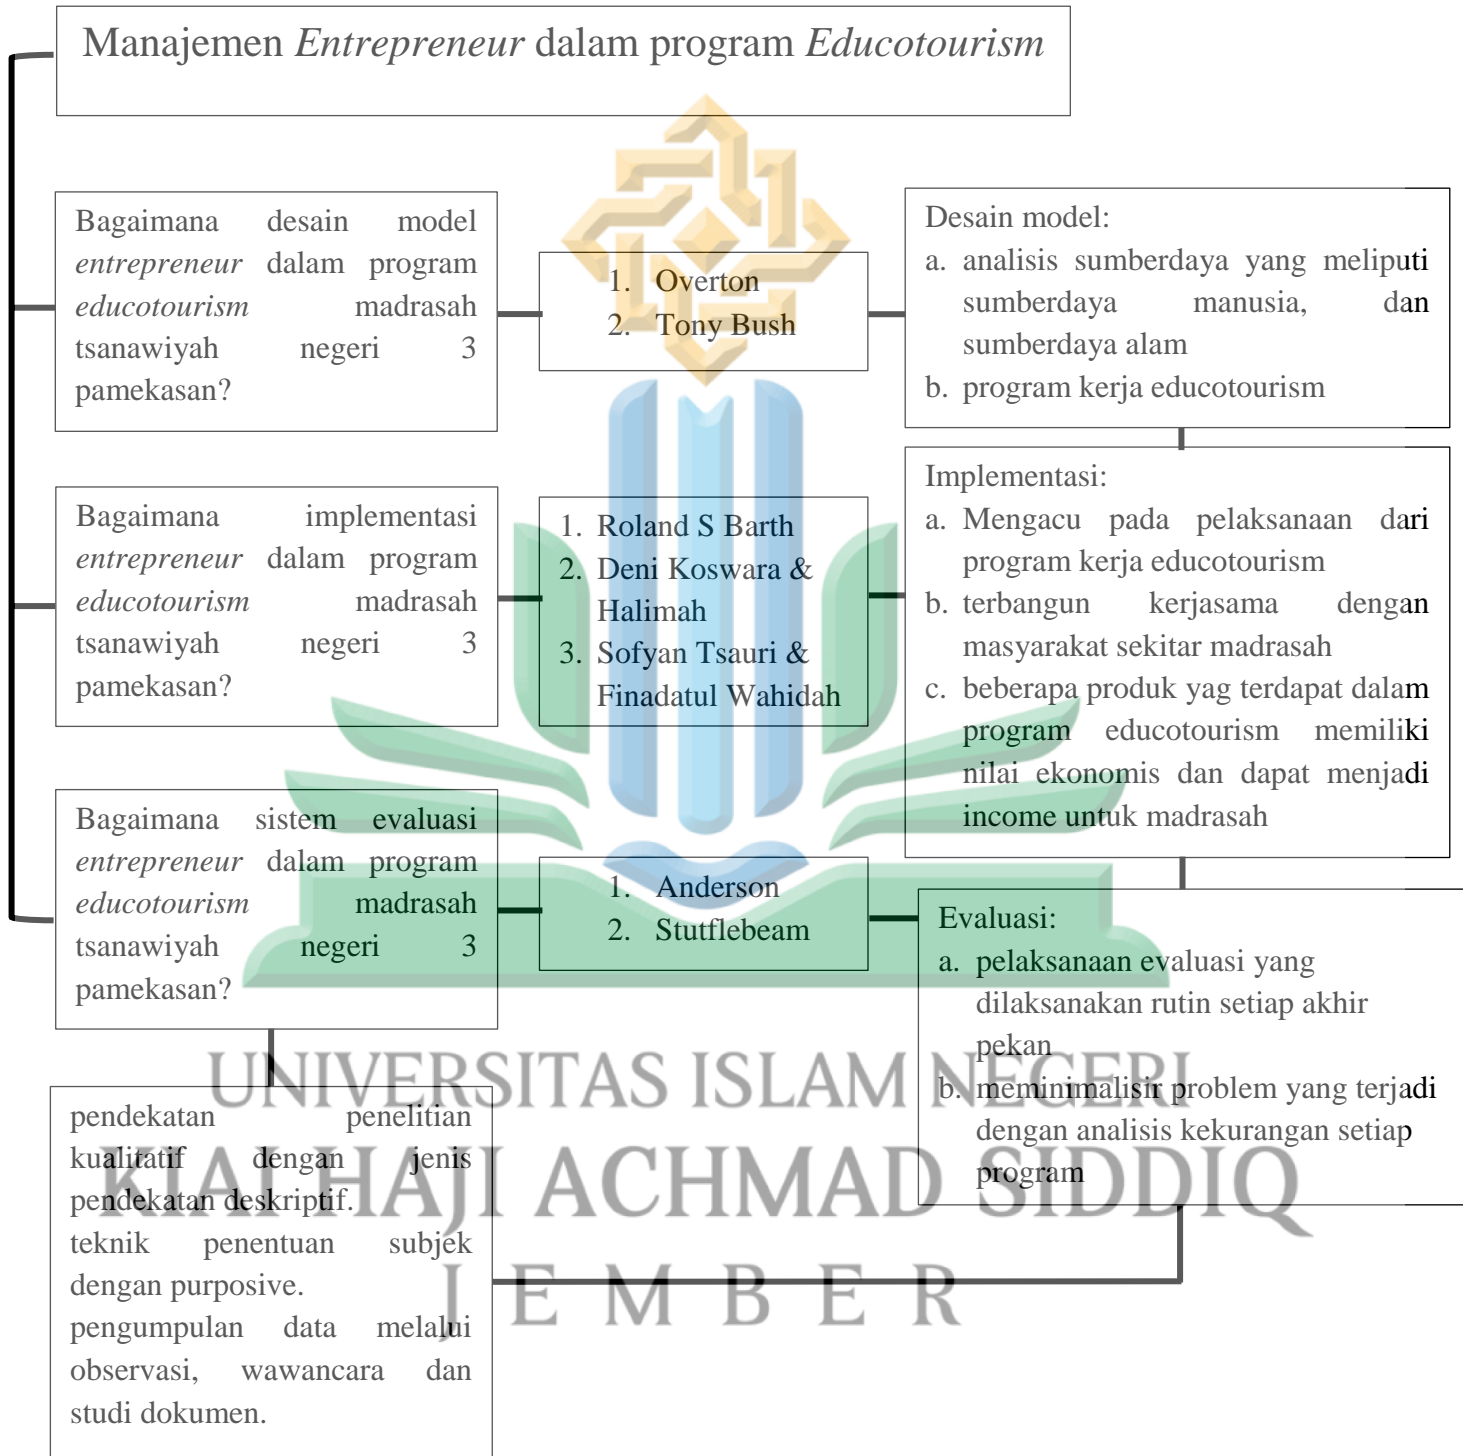 Manajemen Entrepreneur dalam program Educotourism
Bagaimana desain model
entrepreneur dalam program
educotourism madrasah
tsanawiyah negeri 3
pamekasan?
1. Overton
2. Tony Bush
Desain model:
a. analisis sumberdaya yang meliputi
sumberdaya manusia, dan
sumberdaya alam
b. program kerja educotourism
Bagaimana implementasi
entrepreneur dalam program
educotourism madrasah
tsanawiyah negeri 3
pamekasan?
1. Roland S Barth
2. Deni Koswara &
Halimah
3. Sofyan Tsauri &
Finadatul Wahidah
Implementasi:
a. Mengacu pada pelaksanaan dari
program kerja educotourism
b. terbangun kerjasama dengan
masyarakat sekitar madrasah
c. beberapa produk yag terdapat dalam
program educotourism memiliki
nilai ekonomis dan dapat menjadi
income untuk madrasah
Bagaimana sistem evaluasi
entrepreneur dalam program
educotourism madrasah
tsanawiyah negeri 3
pamekasan?
1. Anderson
2. Stutflebeam
Evaluasi:
a. pelaksanaan evaluasi yang
dilaksanakan rutin setiap akhir
pekan
b. meminimalisir problem yang terjadi
dengan analisis kekurangan setiap
program
pendekatan penelitian
kualitatif dengan jenis
pendekatan deskriptif.
teknik penentuan subjek
dengan purposive.
pengumpulan data melalui
observasi, wawancara dan
studi dokumen.
UNIVERSITAS ISLAM NEGERI
KIAI HAJI ACHMAD SIDDIQ
JEMBER